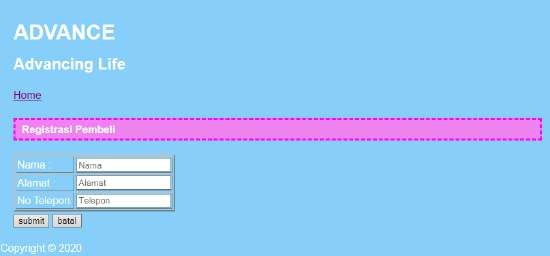 ADVANCE
Advancing Life
Home
Registrasi Pembeli
Nama : Nama
Alamat : Alamat
No Telepon Telepon
submit batal
Copyright © 2020